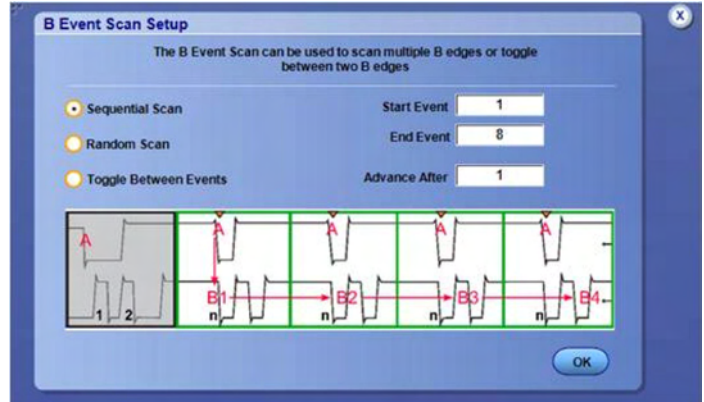 X
B Event Scan Setup
The B Event Scan can be used to scan multiple B edges or toggle
between two B edges
Sequential Scan
Start Event 1
Random Scan
End Event 8
Toggle Between Events
Advance After 1
A A A A A
B1 B2 B3 B4
1 2 n n n n
OK